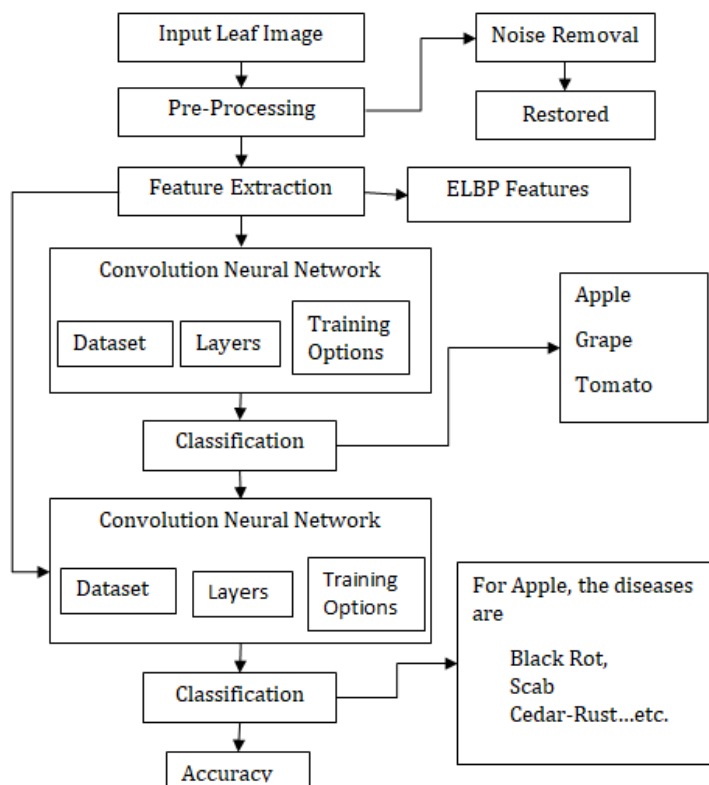 Input Leaf Image
Noise Removal
Pre-Processing
Restored
Feature Extraction
ELBP Features
Convolution Neural Network
Dataset
Layers
Training
Options
Apple
Grape
Tomato
Classification
Convolution Neural Network
Dataset
Layers
Training
Options
For Apple, the diseases
are
Black Rot,
Scab
Cedar-Rust...etc.
Classification
Accuracy